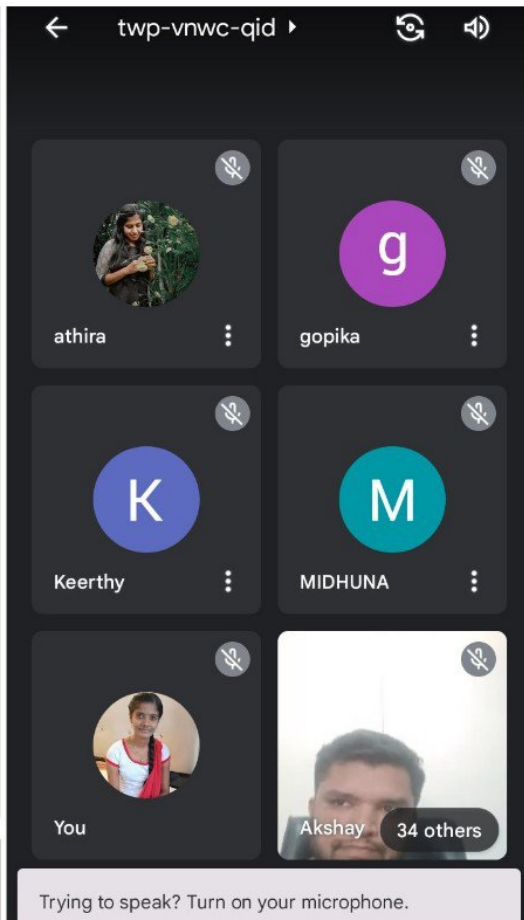 twp-vnwc-qid
g
athira
gopika
K
M
Keerthy
MIDHUNA
You
Akshay
34 others
Trying to speak? Turn on your microphone.